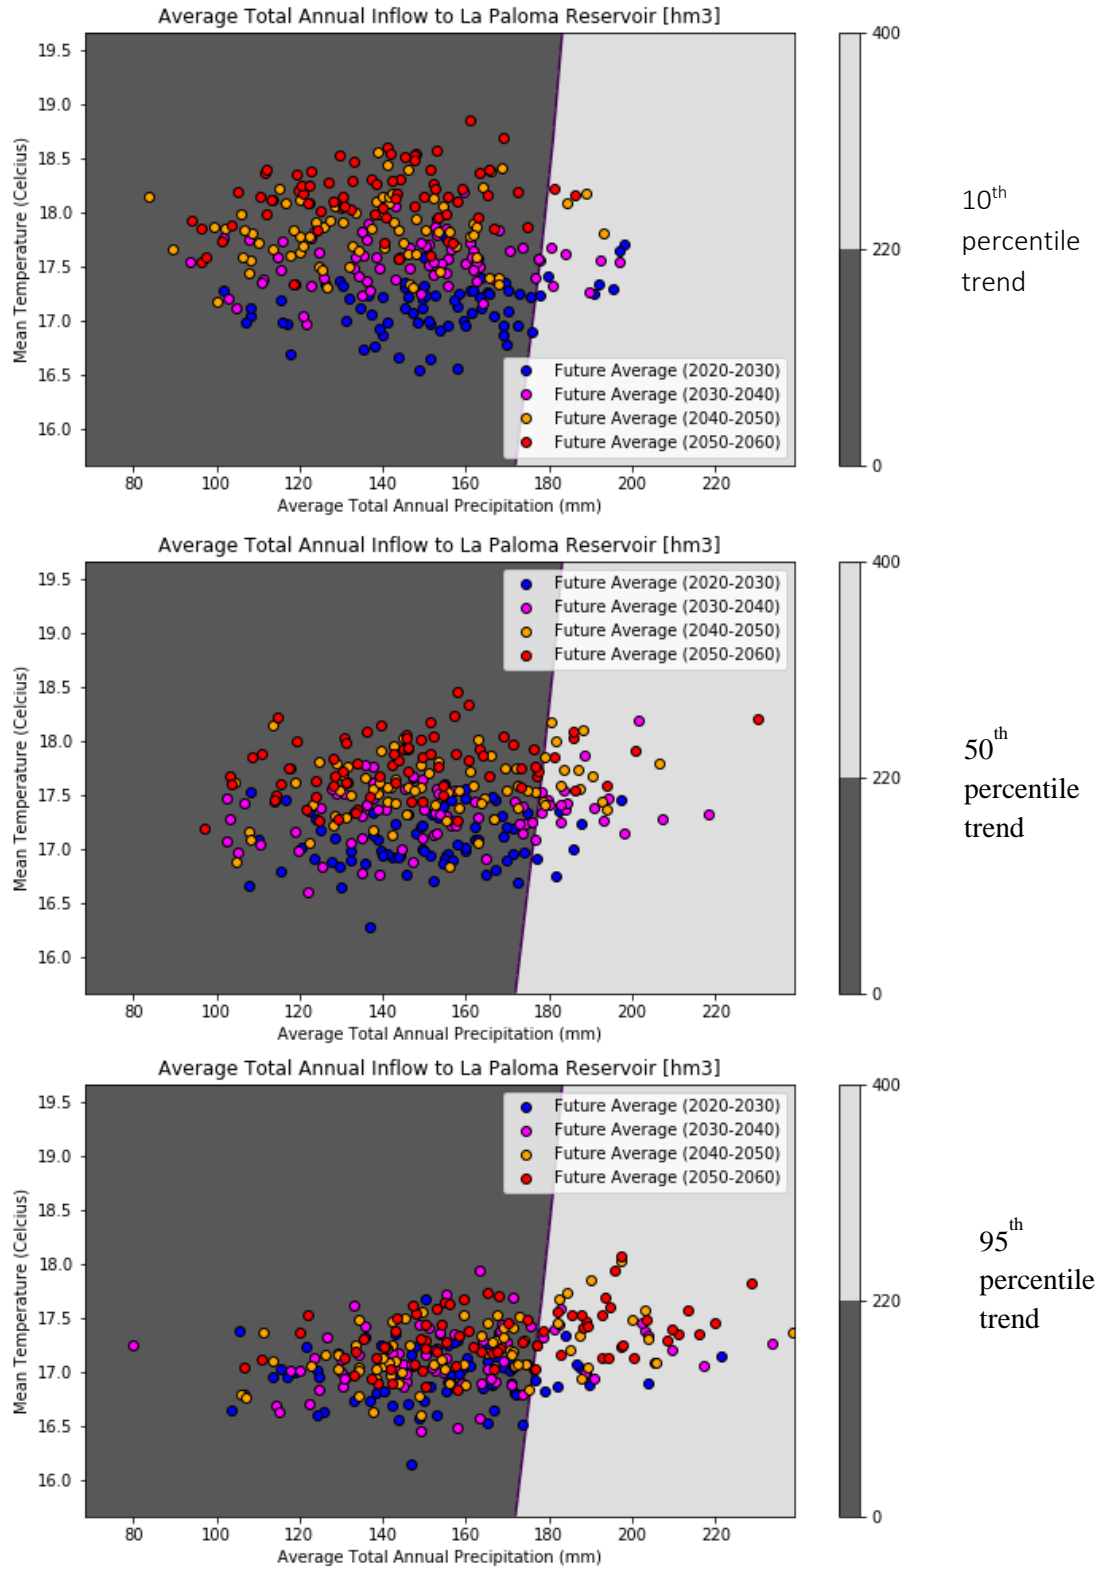 Average Total Annual Inflow to La Paloma Reservoir [hm3]
19.5
19.0
18.5
18.0
17.5
17.0
16.5
16.0
Mean Temperature (Celcius)
Future Average (2020-2030)
Future Average (2030-2040)
Future Average (2040-2050)
Future Average (2050-2060)
80 100 120 140 160 180 200 220
Average Total Annual Precipitation (mm)
400
220
0
10th
percentile
trend
Average Total Annual Inflow to La Paloma Reservoir [hm3]
19.5
19.0
18.5
18.0
17.5
17.0
16.5
16.0
Mean Temperature (Celcius)
Future Average (2020-2030)
Future Average (2030-2040)
Future Average (2040-2050)
Future Average (2050-2060)
80 100 120 140 160 180 200 220
Average Total Annual Precipitation (mm)
400
220
0
50th
percentile
trend
Average Total Annual Inflow to La Paloma Reservoir [hm3]
19.5
19.0
18.5
18.0
17.5
17.0
16.5
16.0
Mean Temperature (Celcius)
Future Average (2020-2030)
Future Average (2030-2040)
Future Average (2040-2050)
Future Average (2050-2060)
80 100 120 140 160 180 200 220
Average Total Annual Precipitation (mm)
400
220
0
95th
percentile
trend